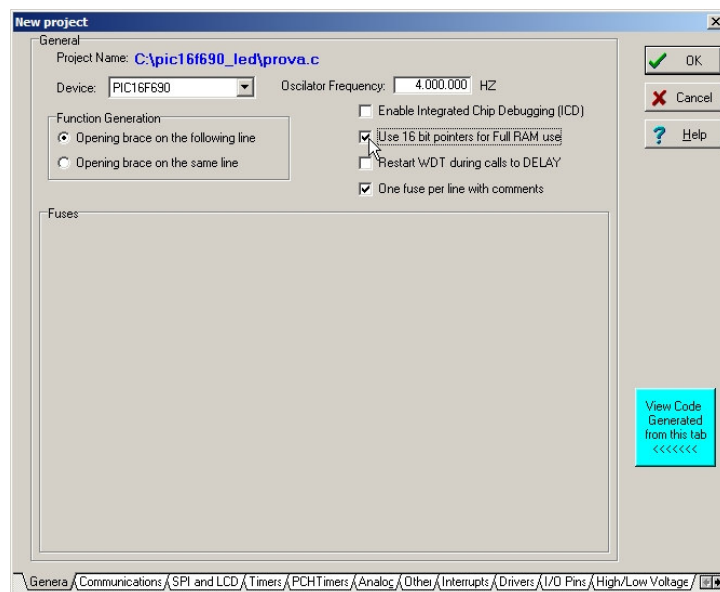 New project
General
Project Name: C:\pic16f690_led\prova.c
Device: PIC16F690
Oscilator Frequency: 4.000.000 HZ
Function Generation
Opening brace on the following line
Opening brace on the same line
Enable Integrated Chip Debugging (ICD)
Use 16 bit pointers for Full RAM use
Restart WDT during calls to DELAY
One fuse per line with comments
Fuses
OK
Cancel
Help
View Code
Generated
from this tab
<<<<<<<
Genera Communications SPI and LCD Timers PCHTimers Analog Other Interrupts Drivers I/O Pins High/Low Voltage